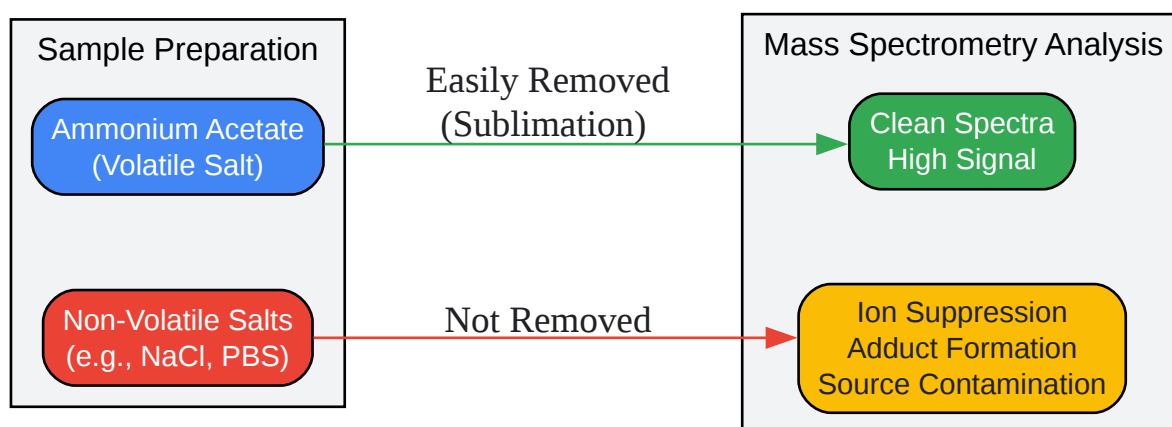 Sample Preparation
Ammonium Acetate
(Volatile Salt)
Non-Volatile Salts
(e.g., NaCl, PBS)
Easily Removed
(Sublimation)
Not Removed
Mass Spectrometry Analysis
Clean Spectra
High Signal
Ion Suppression
Adduct Formation
Source Contamination